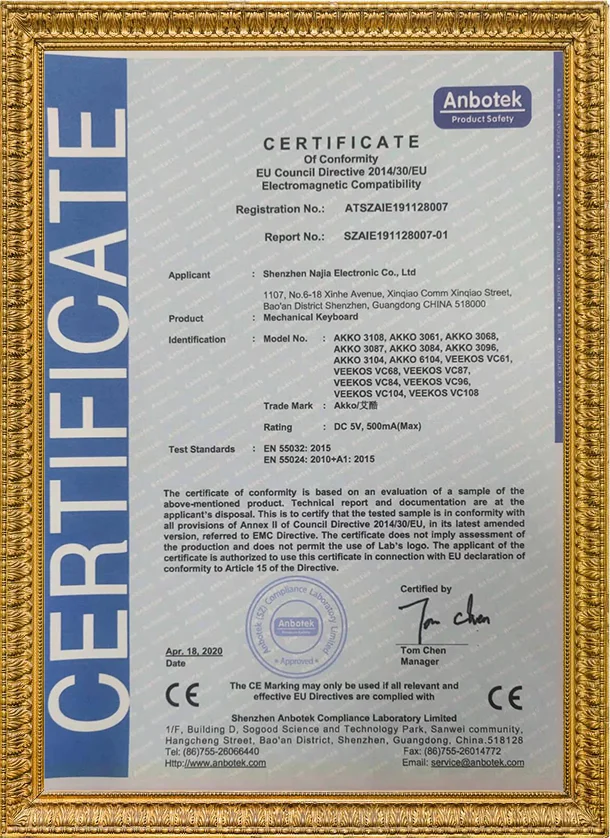 CERTIFICATE
Anbotek
Product Safety
CERTIFICATE
Of Conformity
EU Council Directive 2014/30/EU
Electromagnetic Compatibility
Registration No.: ATSZAIE191128007
Report No.: SZAIE191128007-01
Applicant : Shenzhen Najia Electronic Co., Ltd
1107, No.6-18 Xinhe Avenue, Xinqiao Comm Xinqiao Street,
Bao'an District Shenzhen, Guangdong CHINA 518000
Product : Mechanical Keyboard
Identification : Model No. : AKKO 3108, AKKO 3061, AKKO 3068,
AKKO 3087, AKKO 3084, AKKO 3096,
AKKO 3104, AKKO 6104, VEEKOS VC61,
VEEKOS VC68, VEEKOS VC87,
VEEKOS VC84, VEEKOS VC96,
VEEKOS VC104, VEEKOS VC108
Trade Mark : Akko/艾酷
Rating : DC 5V, 500mA(Max)
Test Standards : EN 55032: 2015
EN 55024: 2010+A1: 2015
The certificate of conformity is based on an evaluation of a sample of the
above-mentioned product. Technical report and documentation are at the
applicant's disposal. This is to certify that the tested sample is in conformity with
all provisions of Annex II of Council Directive 2014/30/EU, in its latest amended
version, referred to EMC Directive. The certificate does not imply assessment of
the production and does not permit the use of Lab's logo. The applicant of the
certificate is authorized to use this certificate in connection with EU declaration of
conformity to Article 15 of the Directive.
Certified by
Anbotek (SZ) Compliance Laboratory Limited
Anbotek
Product Safety
* Approved *
Tom Chen
Apr. 18, 2020
Date
Tom Chen
Manager
CE
The CE Marking may only be used if all relevant and
effective EU Directives are complied with
CE
Shenzhen Anbotek Compliance Laboratory Limited
1/F, Building D, Sogood Science and Technology Park, Sanwei community,
Hangcheng Street, Bao'an District, Shenzhen, Guangdong, China.518128
Tel: (86)755-26066440 Fax: (86)755-26014772
Http://www.anbotek.com Email: service@anbotek.com